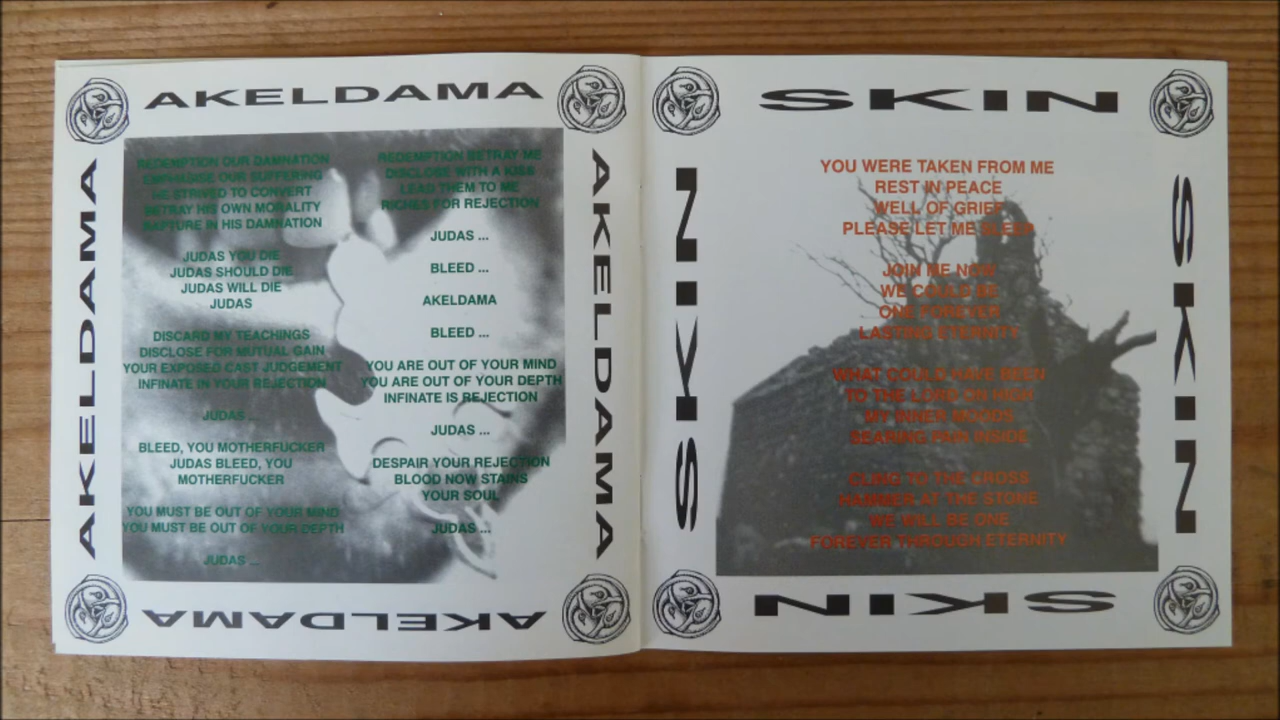 AKELDAMA
AKELDAMA
AKELDAMA
AKELDAMA
REDEMPTION OUR DAMNATION
EMPHASISE OUR SUFFERING
HE STRIVED TO CONVERT
BETRAY HIS OWN MORALITY
RAPTURE IN HIS DAMNATION
JUDAS YOU DIE
JUDAS SHOULD DIE
JUDAS WILL DIE
JUDAS
DISCARD MY TEACHINGS
DISCLOSE FOR MUTUAL GAIN
YOUR EXPOSED CAST JUDGEMENT
INFINATE IN YOUR REJECTION
JUDAS ...
BLEED, YOU MOTHERFUCKER
JUDAS BLEED, YOU
MOTHERFUCKER
YOU MUST BE OUT OF YOUR MIND
YOU MUST BE OUT OF YOUR DEPTH
JUDAS ...
REDEMPTION BETRAY ME
DISCLOSE WITH A KISS
LEAD THEM TO ME
RICHES FOR REJECTION
JUDAS ...
BLEED ...
AKELDAMA
BLEED ...
YOU ARE OUT OF YOUR MIND
YOU ARE OUT OF YOUR DEPTH
INFINATE IS REJECTION
JUDAS ...
DESPAIR YOUR REJECTION
BLOOD NOW STAINS
YOUR SOUL
JUDAS ...
SKIN
SKIN
SKIN
SKIN
YOU WERE TAKEN FROM ME
REST IN PEACE
WELL OF GRIEF
PLEASE LET ME SLEEP
JOIN ME NOW
WE COULD BE
ONE FOREVER
LASTING ETERNITY
WHAT COULD HAVE BEEN
TO THE LORD ON HIGH
MY INNER MOODS
BEARING PAIN INSIDE
CLING TO THE CROSS
HAMMER AT THE STONE
WE WILL BE ONE
FOREVER THROUGH ETERNITY